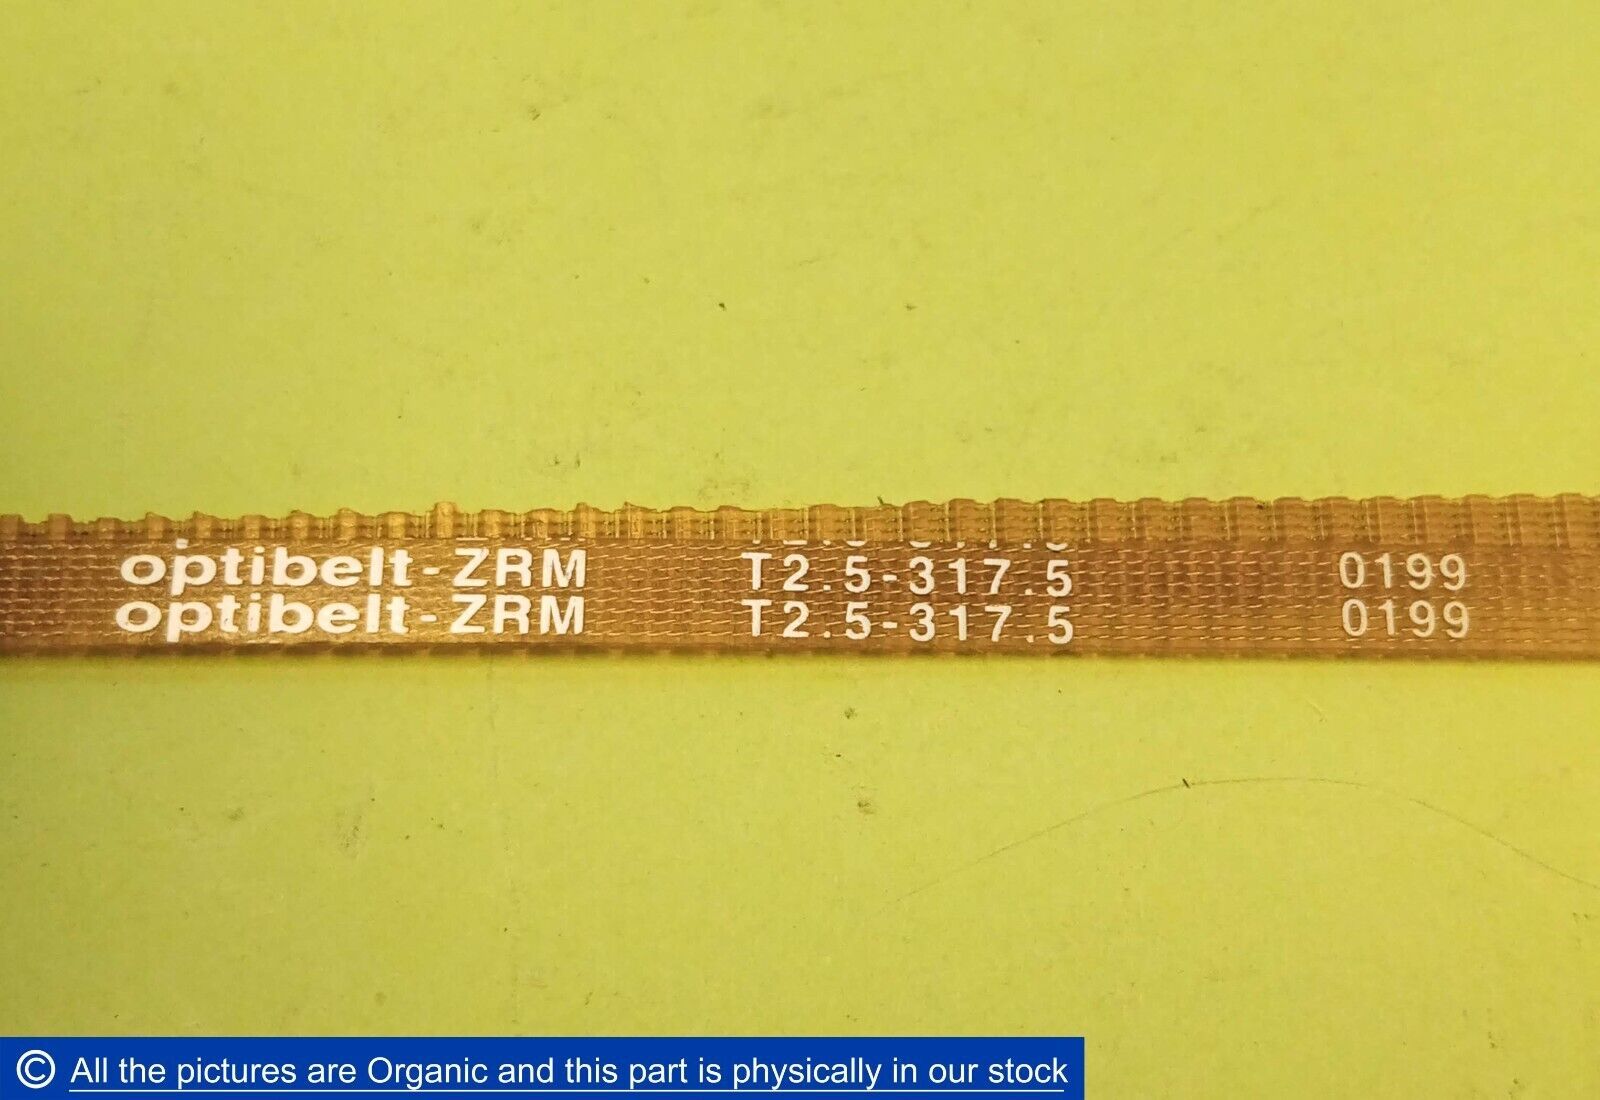 optibelt-ZRM T2.5-317.5 0199
optibelt-ZRM T2.5-317.5 0199
© All the pictures are Organic and this part is physically in our stock